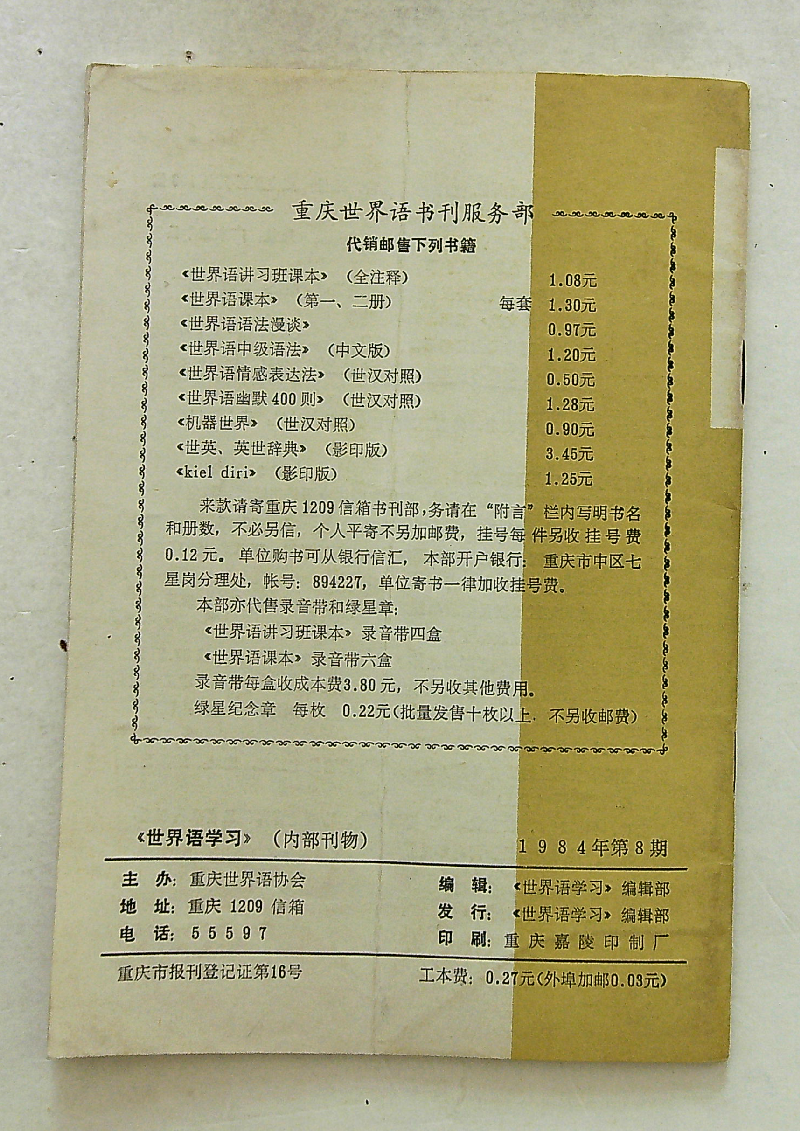 重庆世界语书刊服务部
代销邮售下列书籍
《世界语讲习班课本》（全注释） 1.08元
《世界语课本》（第一、二册） 每套 1.30元
《世界语语法漫谈》 0.97元
《世界语中级语法》（中文版） 1.20元
《世界语情感表达法》（世汉对照） 0.50元
《世界语幽默400则》（世汉对照） 1.28元
《机器世界》（世汉对照） 0.90元
《世英、英世辞典》（影印版） 3.45元
《kiel diri》（影印版） 1.25元
来款请寄重庆1209信箱书刊部，务请在“附言”栏内写明书名
和册数，不必另信，个人平寄不另加邮费，挂号每件另收挂号费
0.12元。单位购书可从银行信汇，本部开户银行：重庆市中区七
星岗分理处，帐号：894227，单位寄书一律加收挂号费。
本部亦代售录音带和绿星章：
《世界语讲习班课本》录音带四盒
《世界语课本》录音带六盒
录音带每盒收成本费3.80元，不另收其他费用。
绿星纪念章 每枚 0.22元(批量发售十枚以上，不另收邮费)
《世界语学习》（内部刊物） 1984年第8期
主办：重庆世界语协会 编辑：《世界语学习》编辑部
地址：重庆1209信箱 发行：《世界语学习》编辑部
电话：55597 印刷：重庆嘉陵印制厂
重庆市报刊登记证第16号 工本费：0.27元(外埠加邮0.03元)